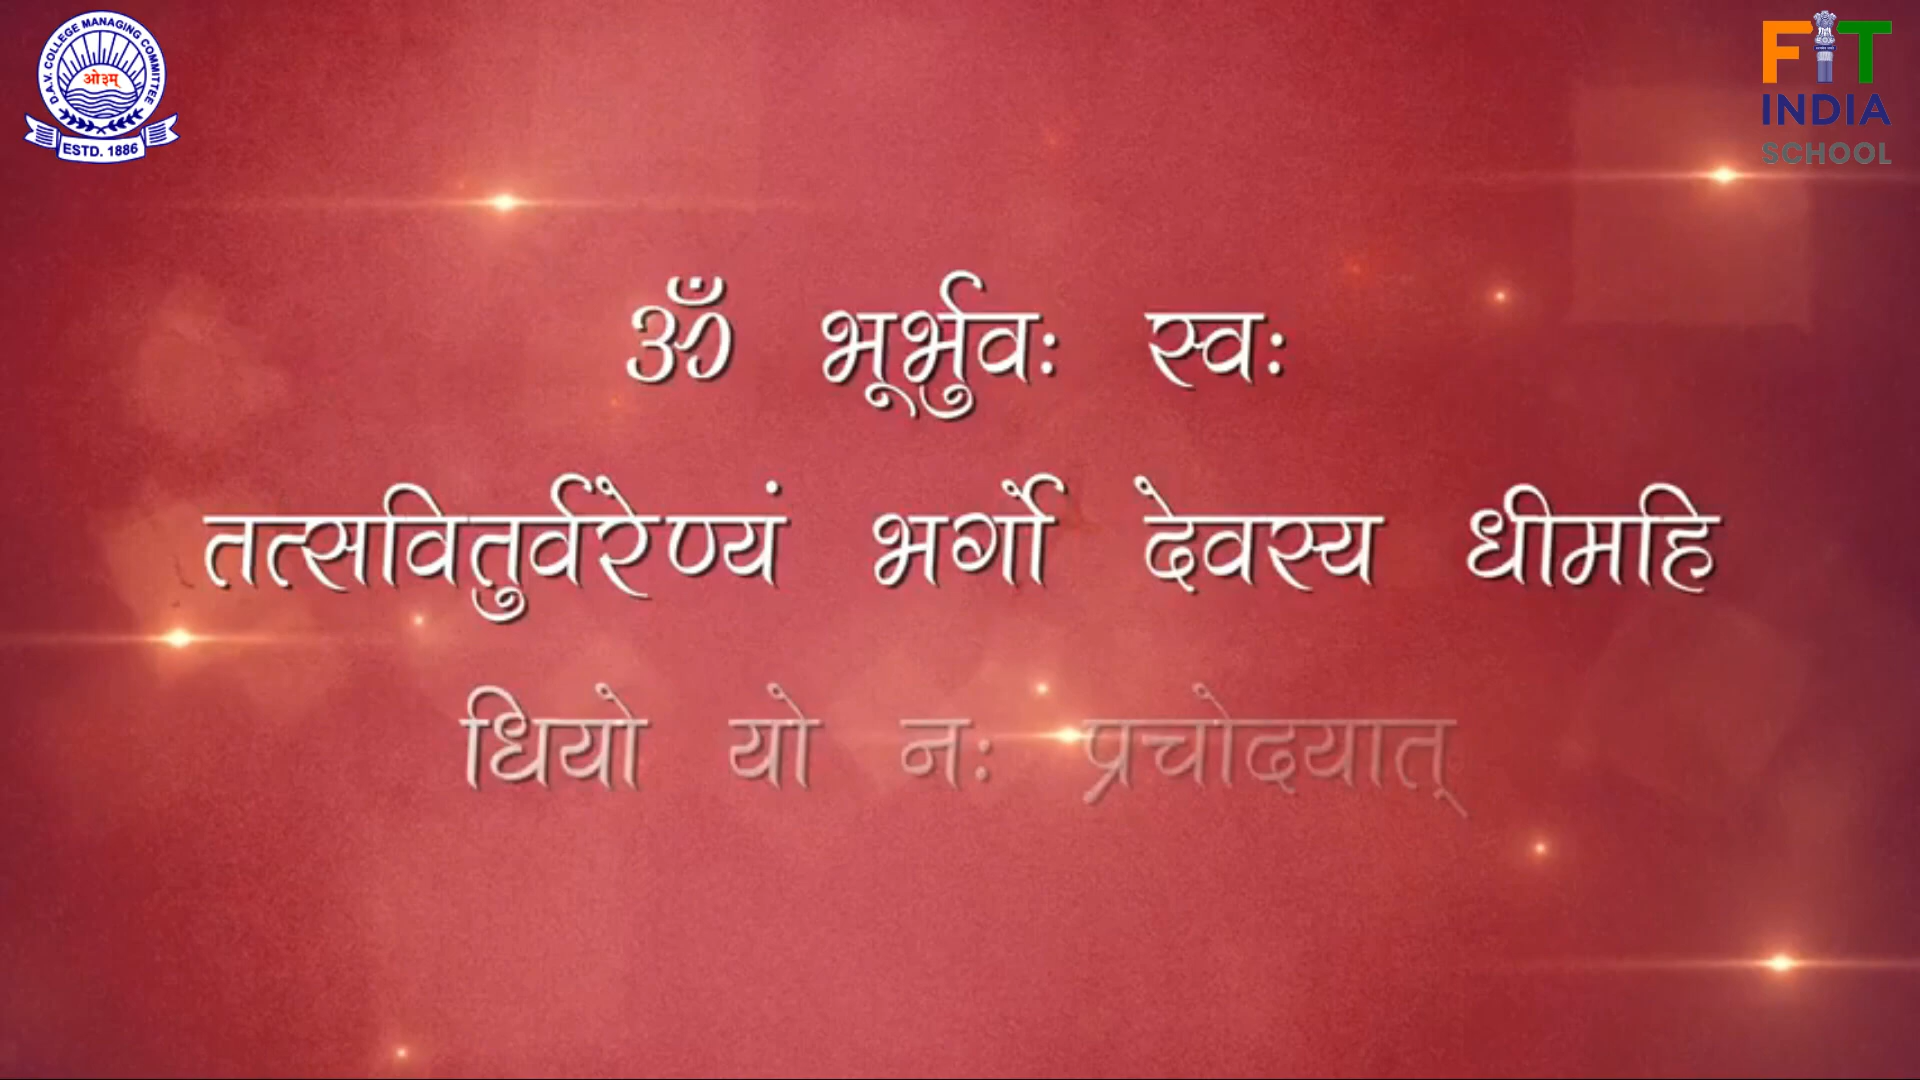 D.A.V. COLLEGE MANAGING COMMITTEE
ओ३म्
ESTD. 1886
FIT
INDIA
SCHOOL
ॐ भूर्भुवः स्वः
तत्सवितुर्वरेण्यं भर्गो देवस्य धीमहि
धियो यो नः प्रचोदयात्